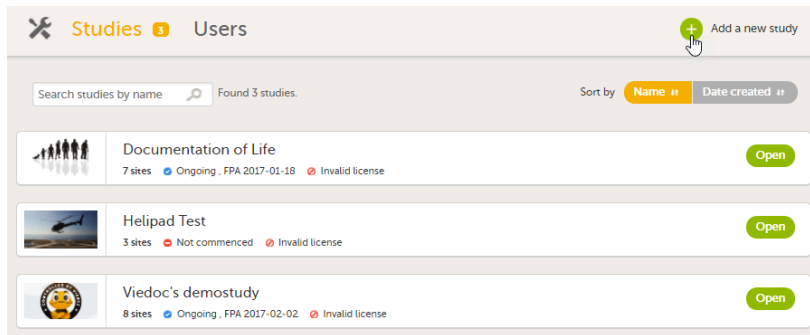 Studies 3 Users Add a new study
Search studies by name Found 3 studies. Sort by Name Date created
Documentation of Life
7 sites Ongoing , FPA 2017-01-18 Invalid license Open
Helipad Test
3 sites Not commenced Invalid license Open
Viedoc's demostudy
8 sites Ongoing , FPA 2017-02-02 Invalid license Open